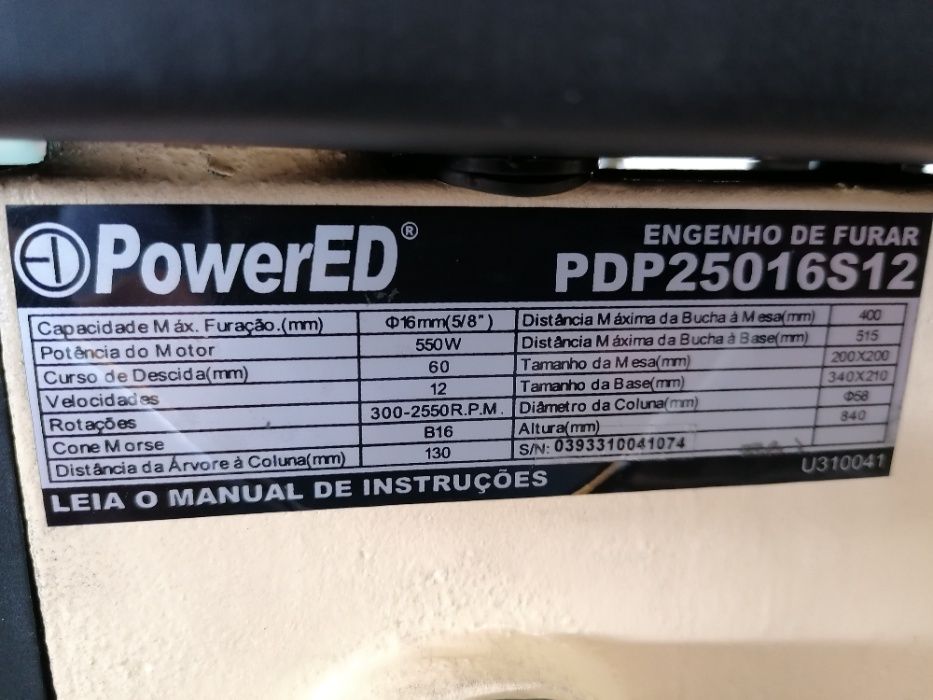 PowerED®
ENGENHO DE FURAR
PDP25016S12
Capacidade Máx. Furação.(mm) Φ16mm(5/8")
Potência do Motor 550W
Curso de Descida(mm) 60
Velocidades 12
Rotações 300-2550R.P.M.
Cone Morse B16
Distância da Árvore à Coluna(mm) 130
Distância Máxima da Bucha à Mesa(mm) 400
Distância Máxima da Bucha à Base(mm) 515
Tamanho da Mesa(mm) 200X200
Tamanho da Base(mm) 340X210
Diâmetro da Coluna(mm) Φ58
Altura(mm) 840
S/N: 0393310041074
LEIA O MANUAL DE INSTRUÇÕES
U310041